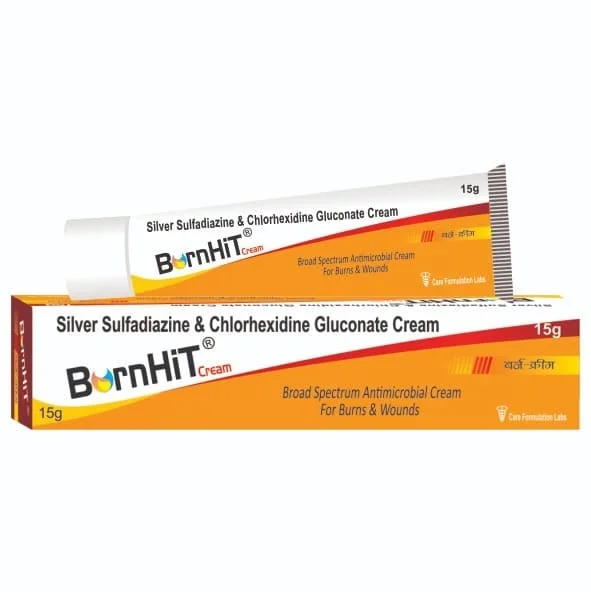 15g
Silver Sulfadiazine & Chlorhexidine Gluconate Cream
BurnHiT® Cream
Broad Spectrum Antimicrobial Cream
For Burns & Wounds
बर्न-क्रीम
Care Formulation Labs
Silver Sulfadiazine & Chlorhexidine Gluconate Cream
15g
BurnHiT® Cream
बर्न-क्रीम
Broad Spectrum Antimicrobial Cream
For Burns & Wounds
15g
Care Formulation Labs